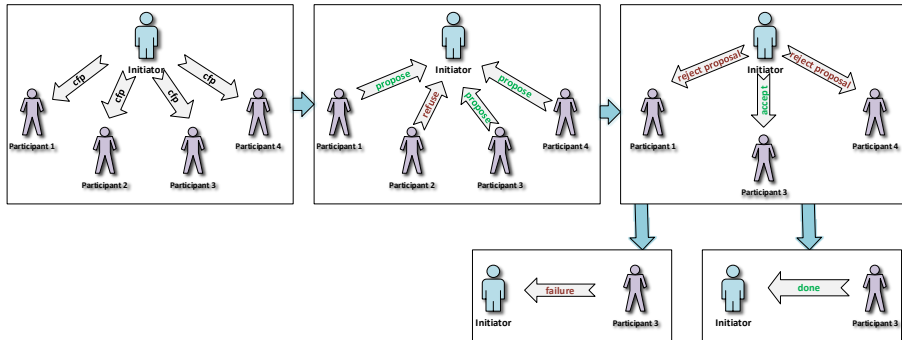 Initiator
cfp
cfp
cfp
cfp
Participant 1
Participant 2
Participant 3
Participant 4
Initiator
propose
refuse
propose
propose
Participant 1
Participant 2
Participant 3
Participant 4
Initiator
reject proposal
accept
reject proposal
Participant 1
Participant 3
Participant 4
failure
Initiator
Participant 3
done
Initiator
Participant 3